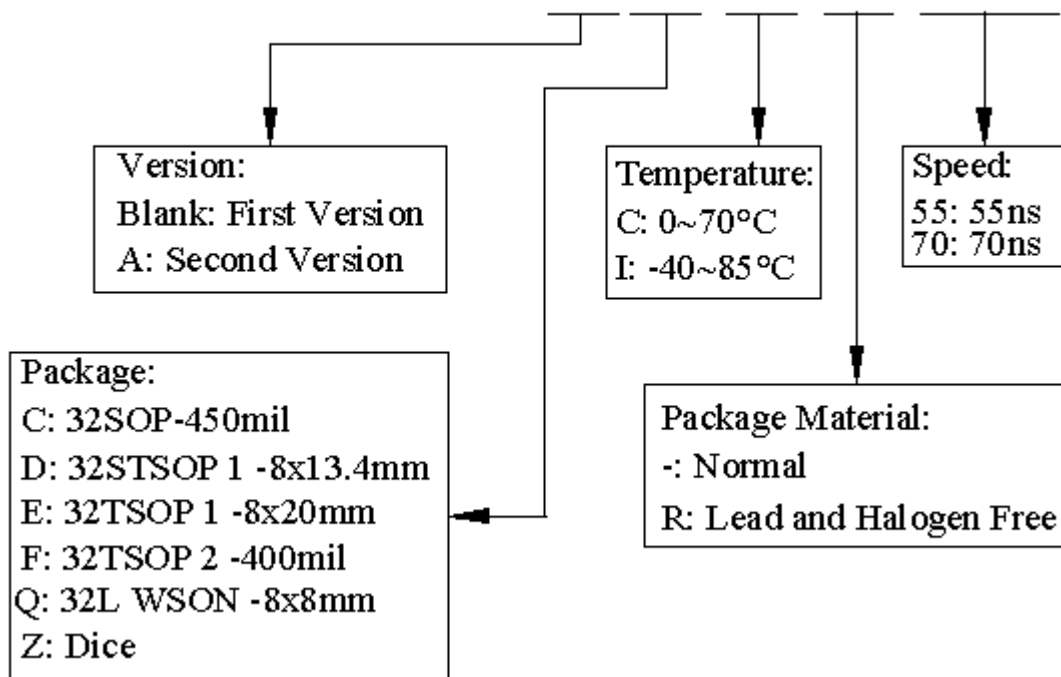 Version:
Blank: First Version
A: Second Version
Temperature:
C: 0~70°C
I: -40~85°C
Speed:
55: 55ns
70: 70ns
Package:
C: 32SOP-450mil
D: 32STSOP 1 -8x13.4mm
E: 32TSOP 1 -8x20mm
F: 32TSOP 2 -400mil
Q: 32L WSON -8x8mm
Z: Dice
Package Material:
-: Normal
R: Lead and Halogen Free